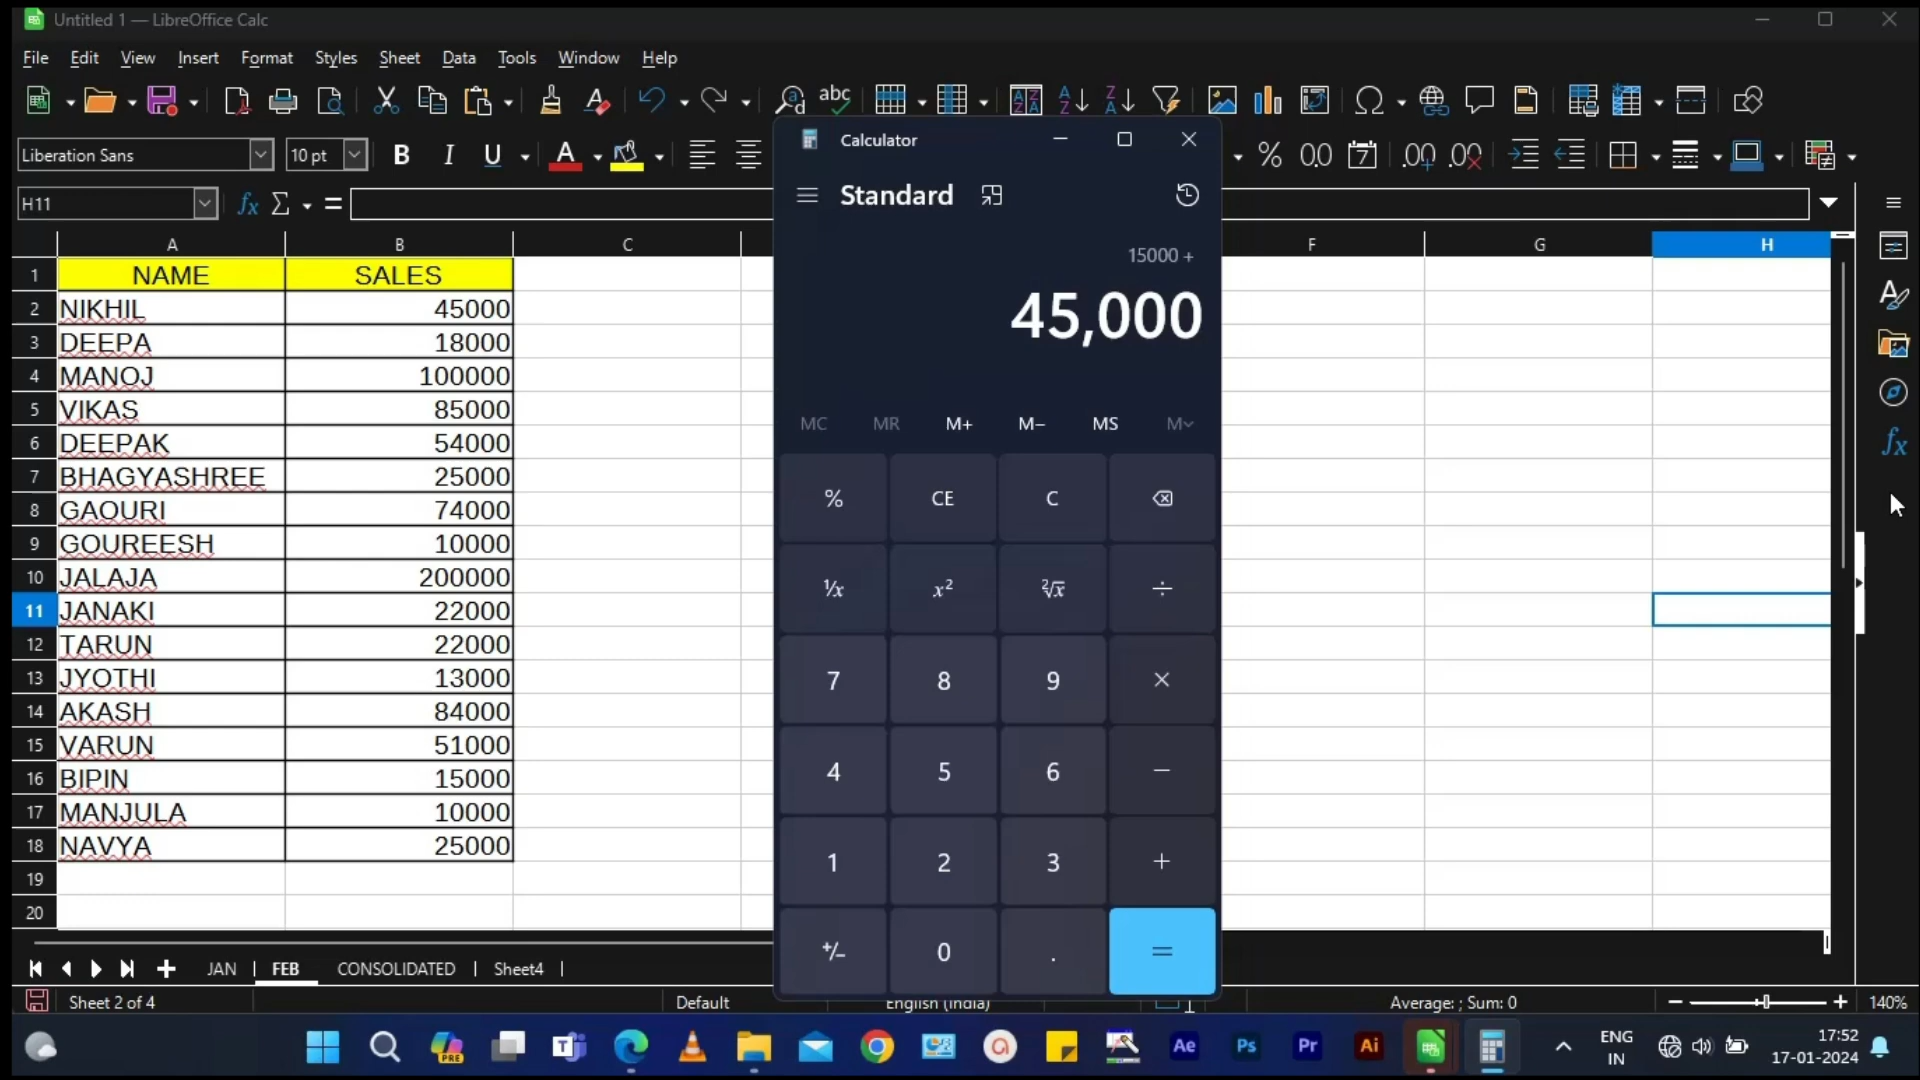 Untitled 1 — LibreOffice Calc
File Edit View Insert Format Styles Sheet Data Tools Window Help
Liberation Sans 10 pt
H11
A B C F G H
1 NAME SALES
2 NIKHIL 45000
3 DEEPA 18000
4 MANOJ 100000
5 VIKAS 85000
6 DEEPAK 54000
7 BHAGYASHREE 25000
8 GAOURI 74000
9 GOUREESH 10000
10 JALAJA 200000
11 JANAKI 22000
12 TARUN 22000
13 JYOTHI 13000
14 AKASH 84000
15 VARUN 51000
16 BIPIN 15000
17 MANJULA 10000
18 NAVYA 25000
19
20
Calculator
Standard
15000 +
45,000
MC MR M+ M− MS M
% CE C
⅟x x² ²√x ÷
7 8 9 ×
4 5 6 −
1 2 3 +
+/− 0 . =
JAN FEB CONSOLIDATED Sheet4
Sheet 2 of 4 Default English (India) Average: ; Sum: 0 140%
PRE T Ae Ps Pr Ai
ENG
IN
17:52
17-01-2024